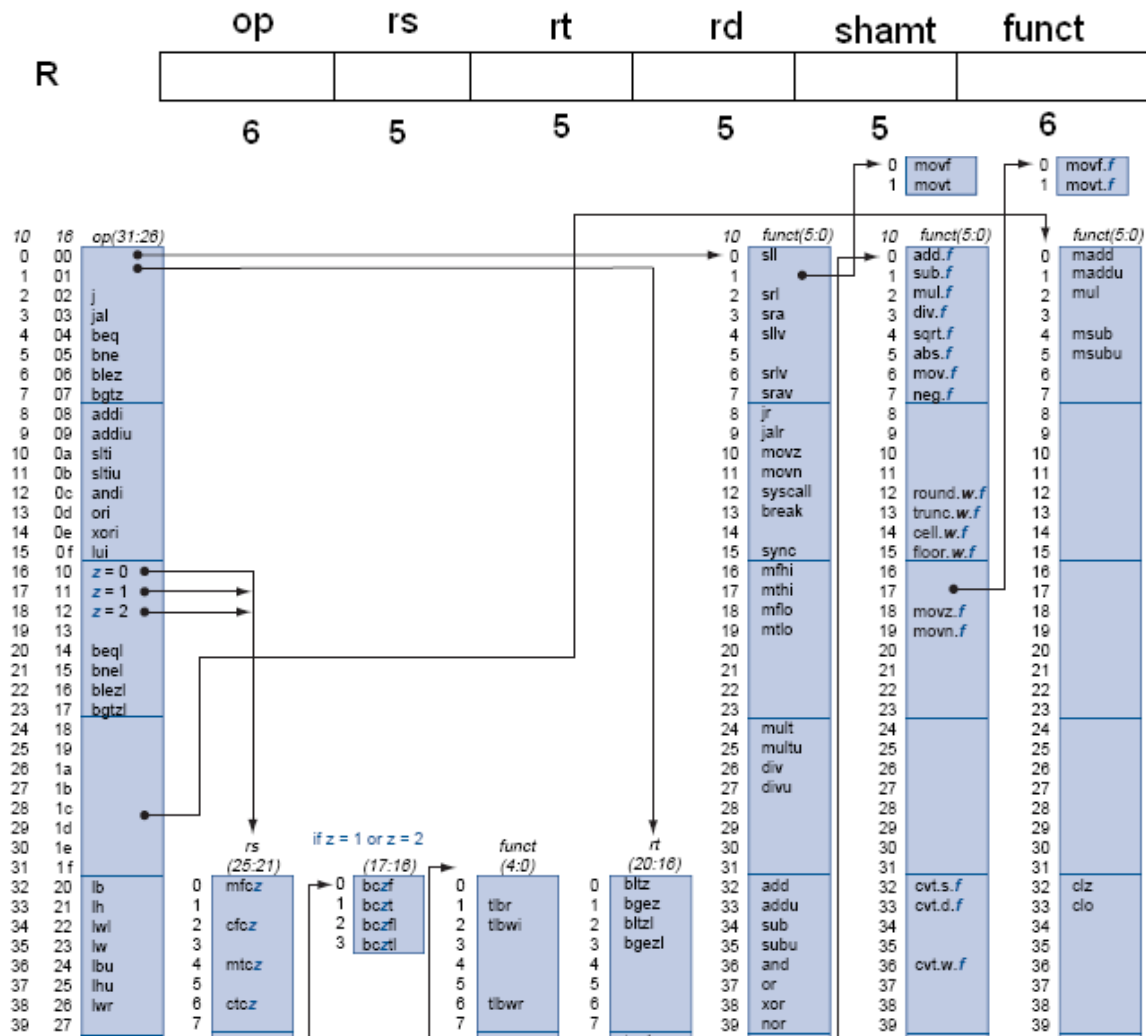 op rs rt rd shamt funct
R
6 5 5 5 5 6
0 movf 0 movf.f
1 movt 1 movt.f
10 16 op(31:26) 10 funct(5:0) 10 funct(5:0) funct(5:0)
0 00 0 sll 0 add.f 0 madd
1 01 1 1 sub.f 1 maddu
2 02 j 2 srl 2 mul.f 2 mul
3 03 jal 3 sra 3 div.f 3
4 04 beq 4 sllv 4 sqrt.f 4 msub
5 05 bne 5 5 abs.f 5 msubu
6 06 blez 6 srlv 6 mov.f 6
7 07 bgtz 7 srav 7 neg.f 7
8 08 addi 8 jr 8 8
9 09 addiu 9 jalr 9 9
10 0a slti 10 movz 10 10
11 0b sltiu 11 movn 11 11
12 0c andi 12 syscall 12 round.w.f 12
13 0d ori 13 break 13 trunc.w.f 13
14 0e xori 14 14 cell.w.f 14
15 0f lui 15 sync 15 floor.w.f 15
16 10 z = 0 16 mfhi 16 16
17 11 z = 1 17 mthi 17 17
18 12 z = 2 18 mflo 18 movz.f 18
19 13 19 mtlo 19 movn.f 19
20 14 beql 20 20 20
21 15 bnel 21 21 21
22 16 blezl 22 22 22
23 17 bgtzl 23 23 23
24 18 24 mult 24 24
25 19 25 multu 25 25
26 1a 26 div 26 26
27 1b 27 divu 27 27
28 1c 28 28 28
29 1d 29 29 29
30 1e rs if z = 1 or z = 2 funct rt 30 30 30
31 1f (25:21) (17:16) (4:0) (20:16) 31 31 31
32 20 lb 0 mfcz 0 bczf 0 0 bltz 32 add 32 cvt.s.f 32 clz
33 21 lh 1 1 bczt 1 tlbr 1 bgez 33 addu 33 cvt.d.f 33 clo
34 22 lwl 2 cfcz 2 bczfl 2 tlbwi 2 bltzl 34 sub 34 34
35 23 lw 3 3 bcztl 3 3 bgezl 35 subu 35 35
36 24 lbu 4 mtcz 4 4 36 and 36 cvt.w.f 36
37 25 lhu 5 5 5 37 or 37 37
38 26 lwr 6 ctcz 6 tlbwr 6 38 xor 38 38
39 27 7 7 7 39 nor 39 39